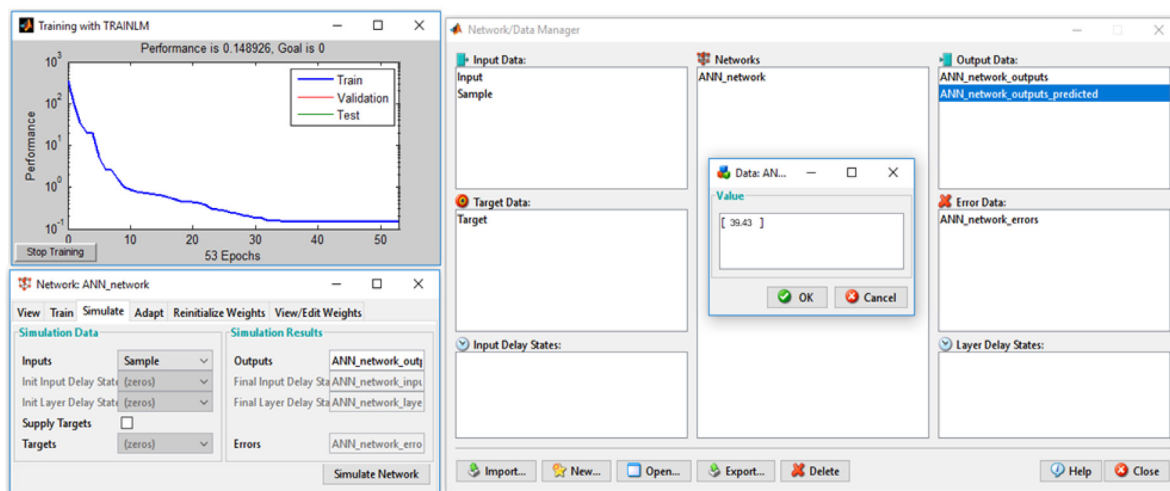 Training with TRAINLM
Performance is 0.148926, Goal is 0
10^3
10^2
10^1
10^0
10^-1
Performance
Train
Validation
Test
0 10 20 30 40 50
53 Epochs
Stop Training
Network: ANN_network
View Train Simulate Adapt Reinitialize Weights View/Edit Weights
Simulation Data
Simulation Results
Inputs Sample
Outputs ANN_network_outp
Init Input Delay State (zeros)
Final Input Delay Sta ANN_network_inpu
Init Layer Delay State (zeros)
Final Layer Delay Sta ANN_network_laye
Supply Targets
Targets (zeros)
Errors ANN_network_erro
Simulate Network
Network/Data Manager
Input Data:
Input
Sample
Networks
ANN_network
Output Data:
ANN_network_outputs
ANN_network_outputs_predicted
Target Data:
Target
Data: AN...
Value
[ 39.43 ]
OK Cancel
Error Data:
ANN_network_errors
Input Delay States:
Layer Delay States:
Import... New... Open... Export... Delete
Help Close